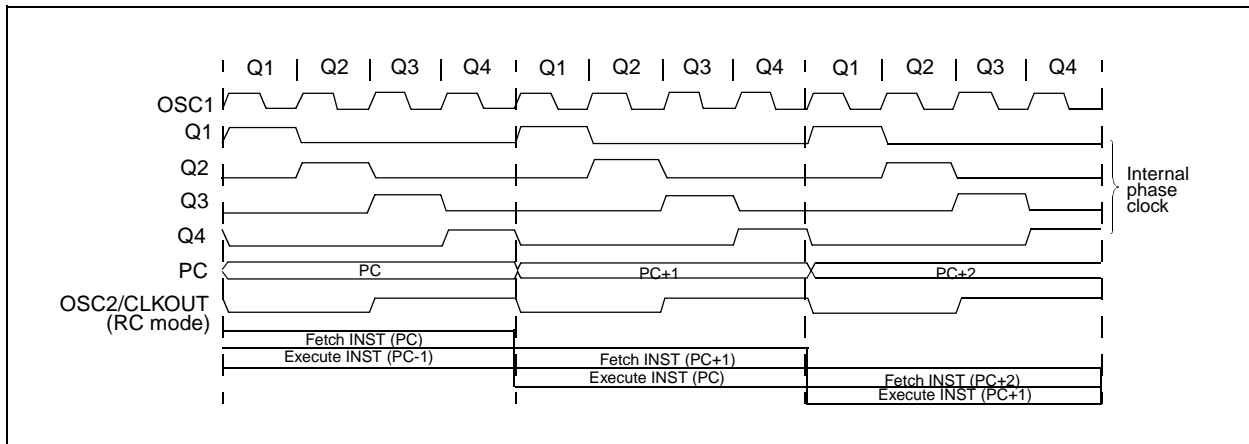 Q1 Q2 Q3 Q4 Q1 Q2 Q3 Q4 Q1 Q2 Q3 Q4
OSC1
Q1
Q2
Q3
Q4
Internal
phase
clock
PC PC PC+1 PC+2
OSC2/CLKOUT
(RC mode)
Fetch INST (PC)
Execute INST (PC-1) Fetch INST (PC+1)
Execute INST (PC) Fetch INST (PC+2)
Execute INST (PC+1)